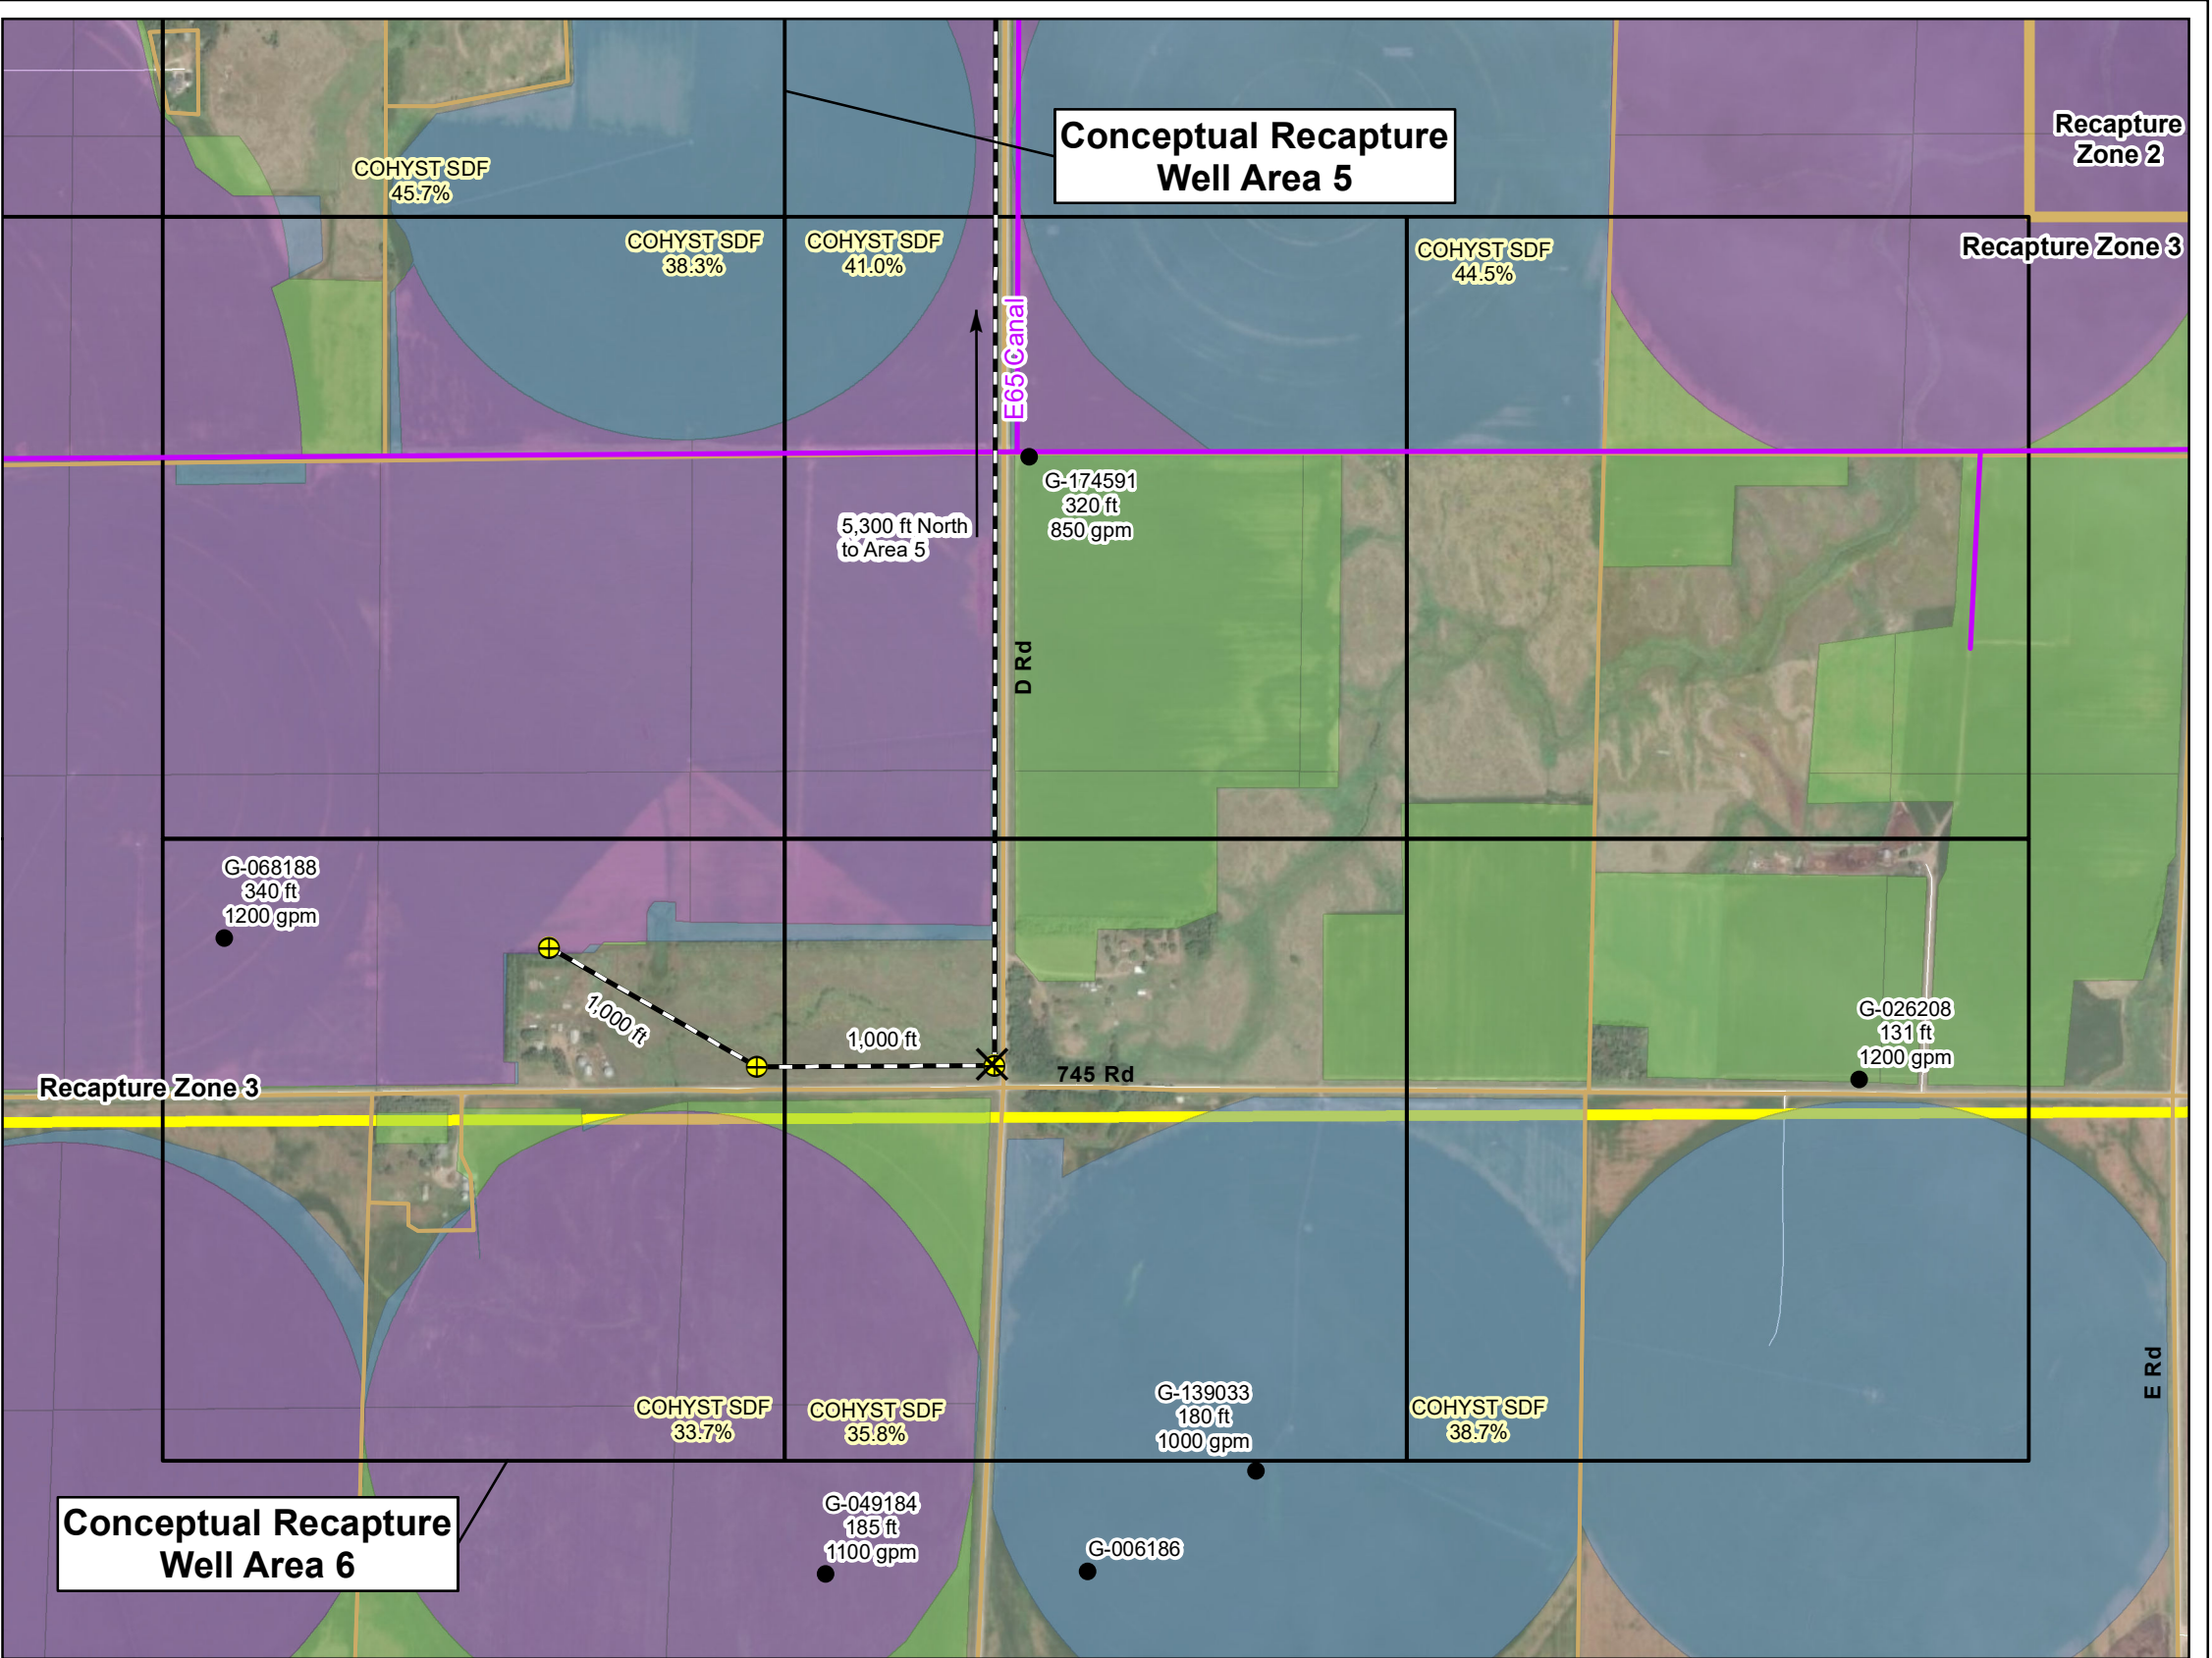 Conceptual Recapture
Well Area 5
Recapture
Zone 2
COHYST SDF
45.7%
COHYST SDF
38.3%
COHYST SDF
41.0%
COHYST SDF
44.5%
Recapture Zone 3
E65 Canal
G-174591
320 ft
850 gpm
5,300 ft North
to Area 5
D Rd
G-068188
340 ft
1200 gpm
1,000 ft
1,000 ft
G-026208
131 ft
1200 gpm
745 Rd
Recapture Zone 3
E Rd
COHYST SDF
33.7%
COHYST SDF
35.8%
G-139033
180 ft
1000 gpm
COHYST SDF
38.7%
Conceptual Recapture
Well Area 6
G-049184
185 ft
1100 gpm
G-006186